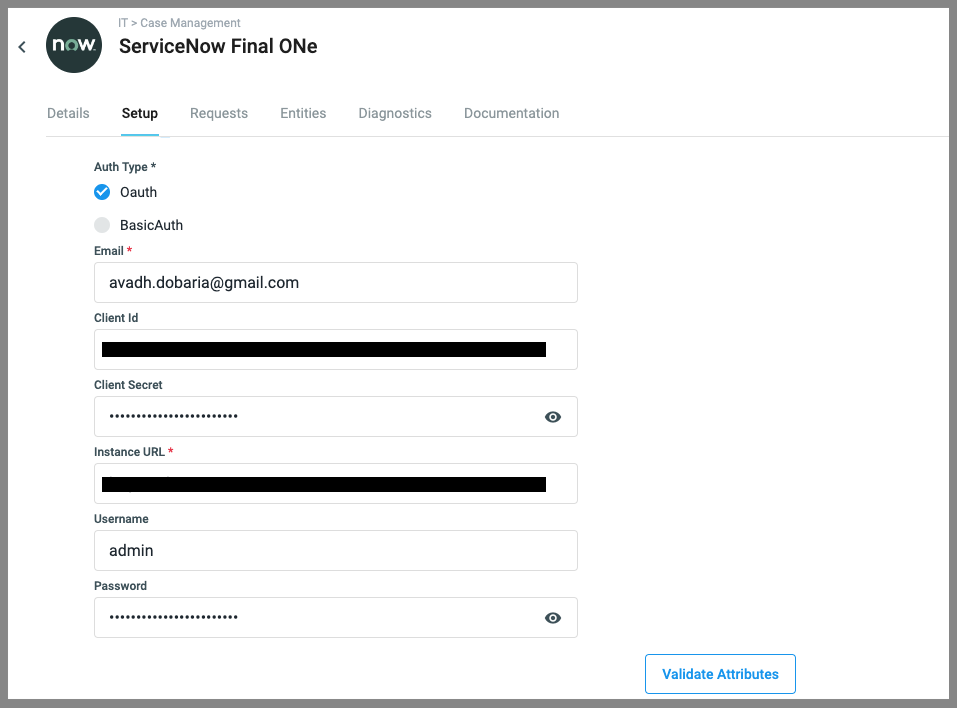 now.
IT > Case Management
ServiceNow Final ONe
Details Setup Requests Entities Diagnostics Documentation
Auth Type *
Oauth
BasicAuth
Email *
avadh.dobaria@gmail.com
Client Id
Client Secret
••••••••••••••••••••••••
Instance URL *
Username
admin
Password
••••••••••••••••••••••••
Validate Attributes